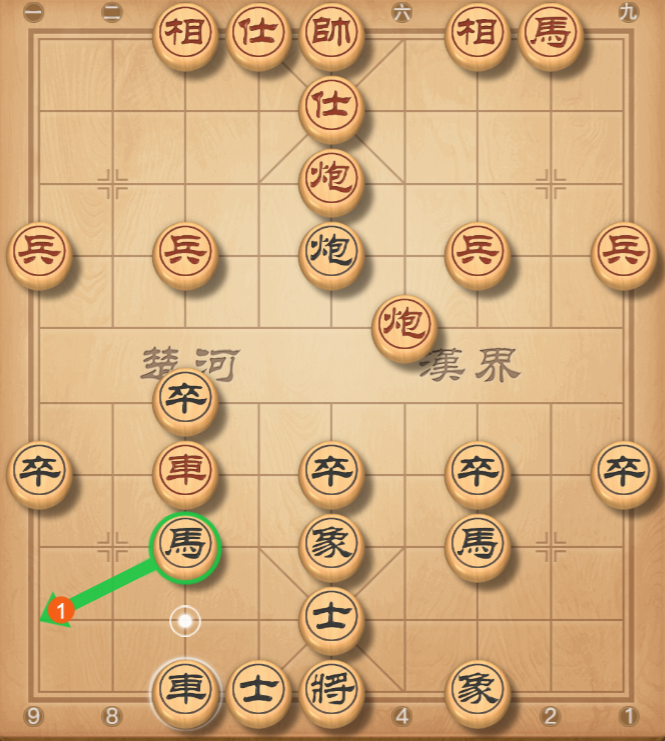 一 二 相 仕 帥 六 相 馬 九
仕
炮
兵 兵 炮 兵 兵
炮
楚河 漢界
卒
卒 車 卒 卒 卒
馬 象 馬
1
士
9 8 車 士 將 4 象 2 1